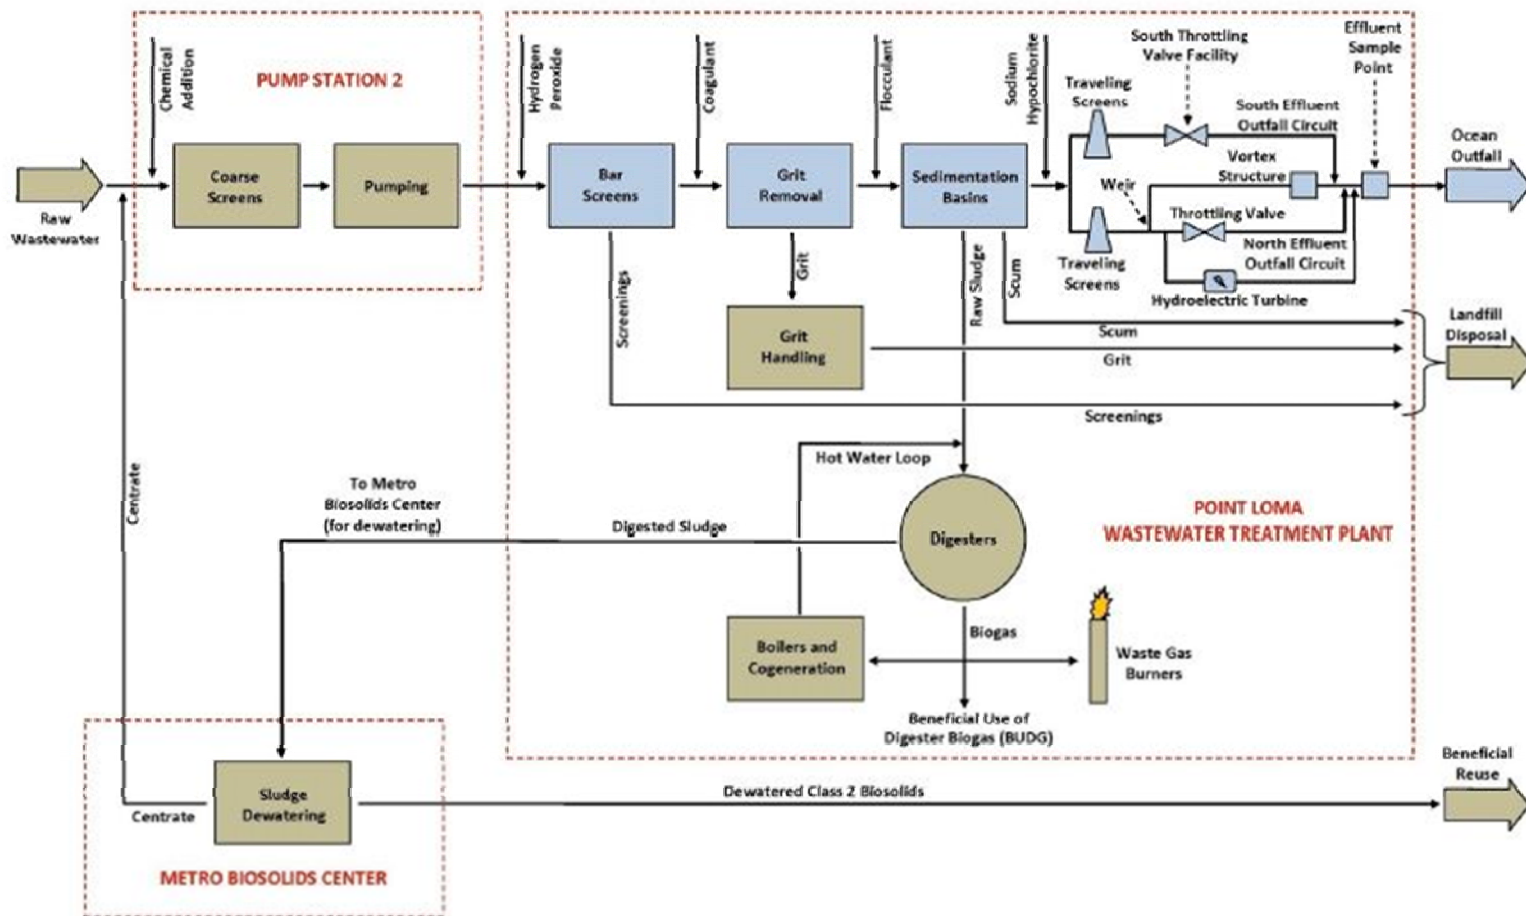 Chemical
Addition
PUMP STATION 2
Coarse
Screens
Pumping
Raw
Wastewater
Hydrogen
Peroxide
Coagulant
Flocculant
Sodium
Hypochlorite
Bar
Screens
Grit
Removal
Sedimentation
Basins
Traveling
Screens
South Throttling
Valve Facility
Effluent
Sample
Point
South Effluent
Outfall Circuit
Vortex
Structure
Weir
Throttling Valve
North Effluent
Outfall Circuit
Traveling
Screens
Hydroelectric Turbine
Ocean
Outfall
Screenings
Grit
Raw Sludge
Scum
Grit
Handling
Scum
Grit
Screenings
Landfill
Disposal
Hot Water Loop
Centrate
To Metro
Biosolids Center
(for dewatering)
Digested Sludge
Digesters
POINT LOMA
WASTEWATER TREATMENT PLANT
Boilers and
Cogeneration
Biogas
Waste Gas
Burners
Beneficial Use of
Digester Biogas (BUDG)
Sludge
Dewatering
Centrate
Dewatered Class 2 Biosolids
Beneficial
Reuse
METRO BIOSOLIDS CENTER